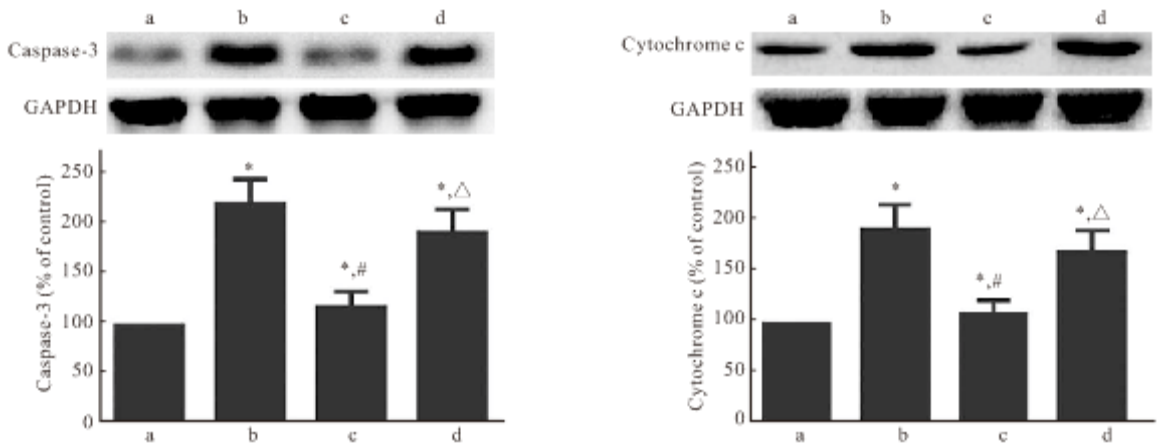 a b c d
Caspase-3
GAPDH
Caspase-3 (% of control)
250
200
150
100
50
0
*
*,#
*,△
a b c d
a b c d
Cytochrome c
GAPDH
Cytochrome c (% of control)
250
200
150
100
50
0
*
*,#
*,△
a b c d